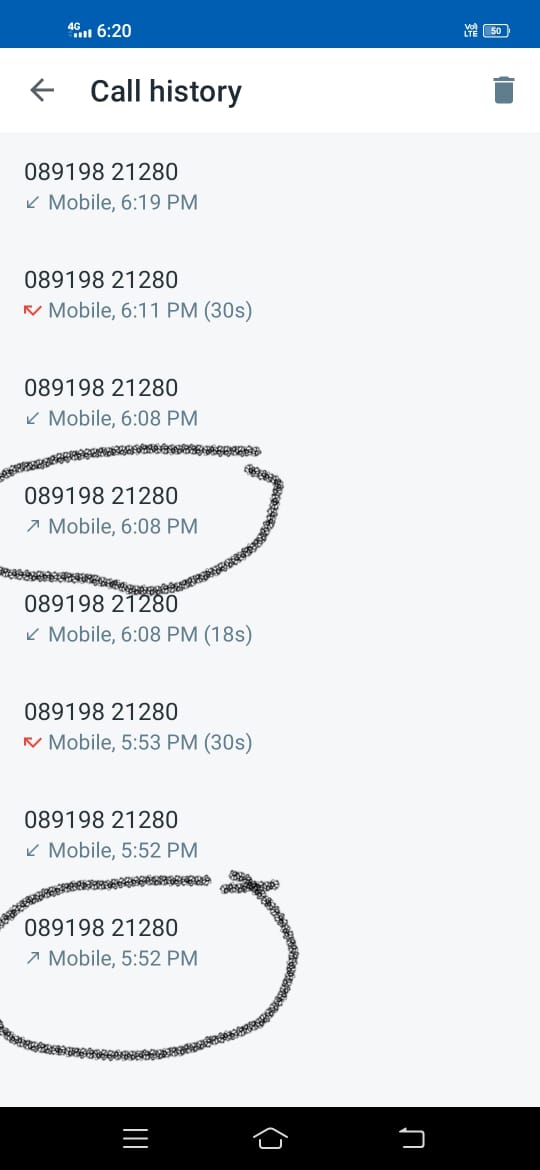 4G 6:20 Vo) LTE 50
Call history
089198 21280
Mobile, 6:19 PM
089198 21280
Mobile, 6:11 PM (30s)
089198 21280
Mobile, 6:08 PM
089198 21280
Mobile, 6:08 PM
089198 21280
Mobile, 6:08 PM (18s)
089198 21280
Mobile, 5:53 PM (30s)
089198 21280
Mobile, 5:52 PM
089198 21280
Mobile, 5:52 PM